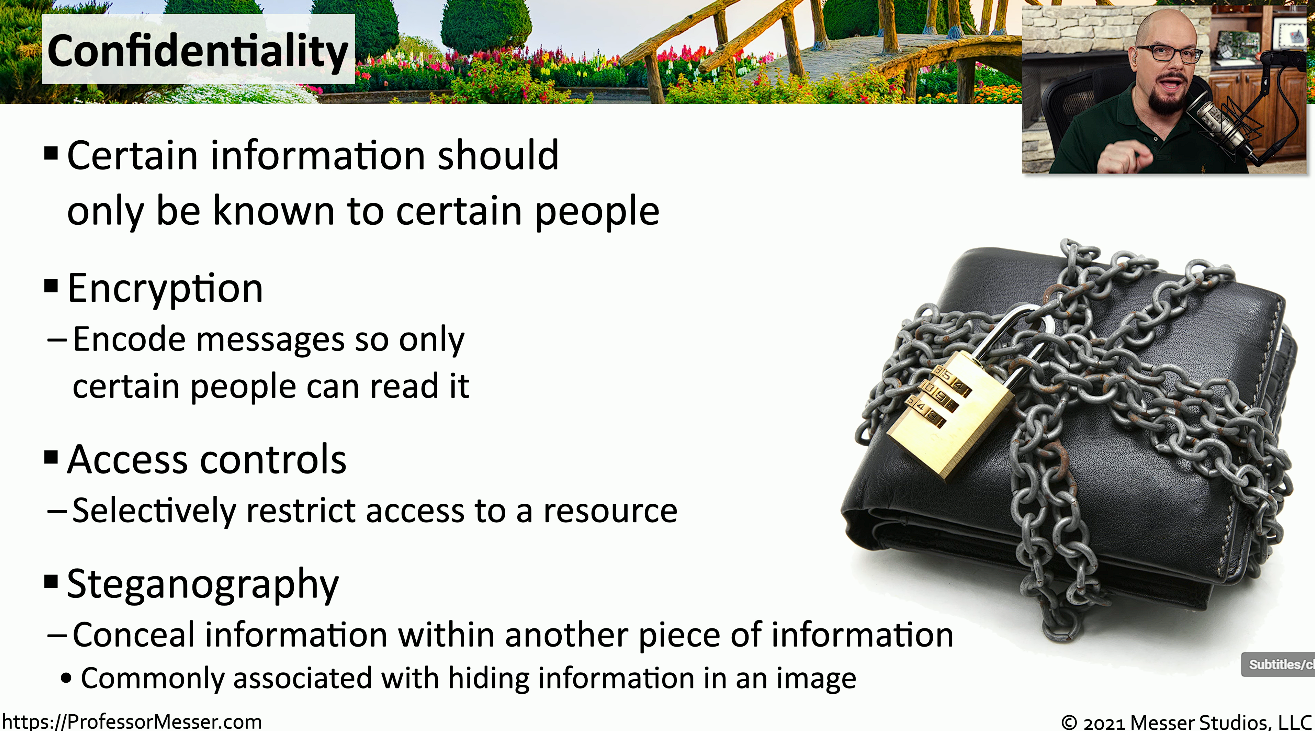 Confidentiality
▪ Certain information should
only be known to certain people
▪ Encryption
– Encode messages so only
certain people can read it
▪ Access controls
– Selectively restrict access to a resource
▪ Steganography
– Conceal information within another piece of information
• Commonly associated with hiding information in an image
Subtitles/cl
https://ProfessorMesser.com
© 2021 Messer Studios, LLC